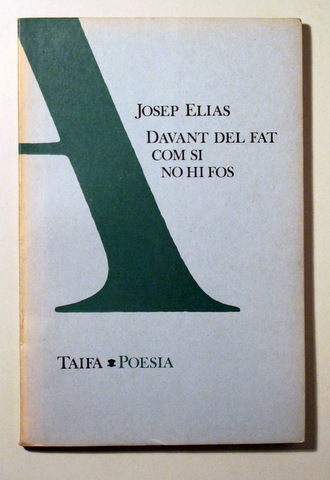 A
JOSEP ELIAS
DAVANT DEL FAT
COM SI
NO HI FOS
TAIFA POESIA